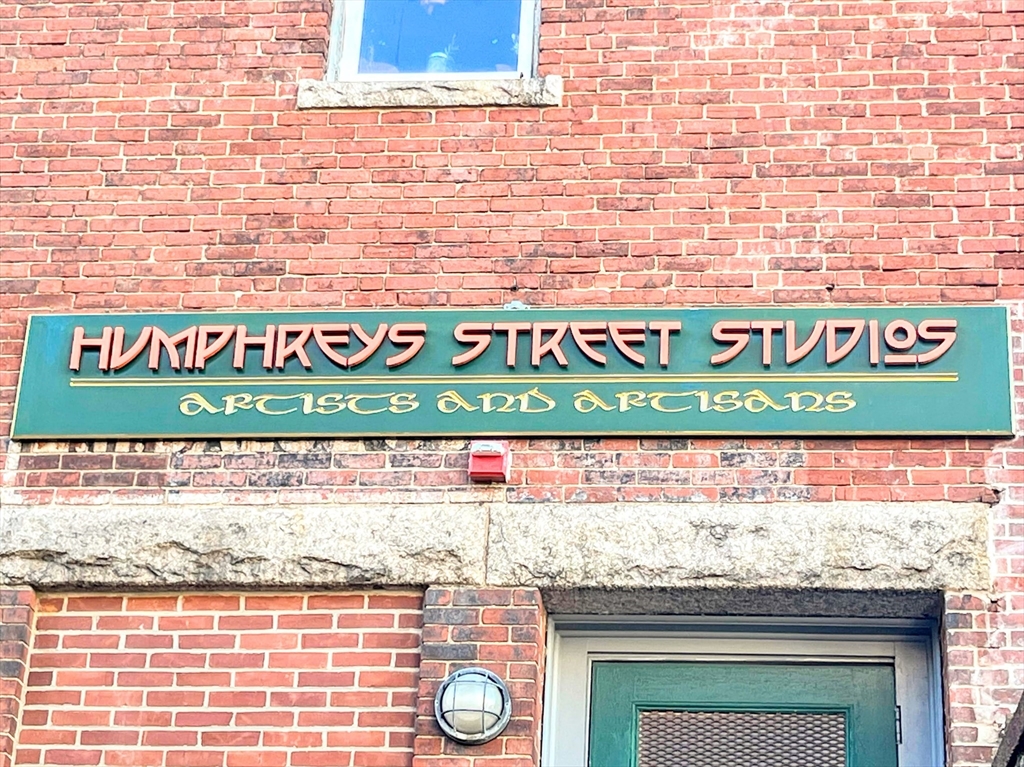 HUMPHREYS STREET STUDIOS
ARTISTS AND ARTISANS